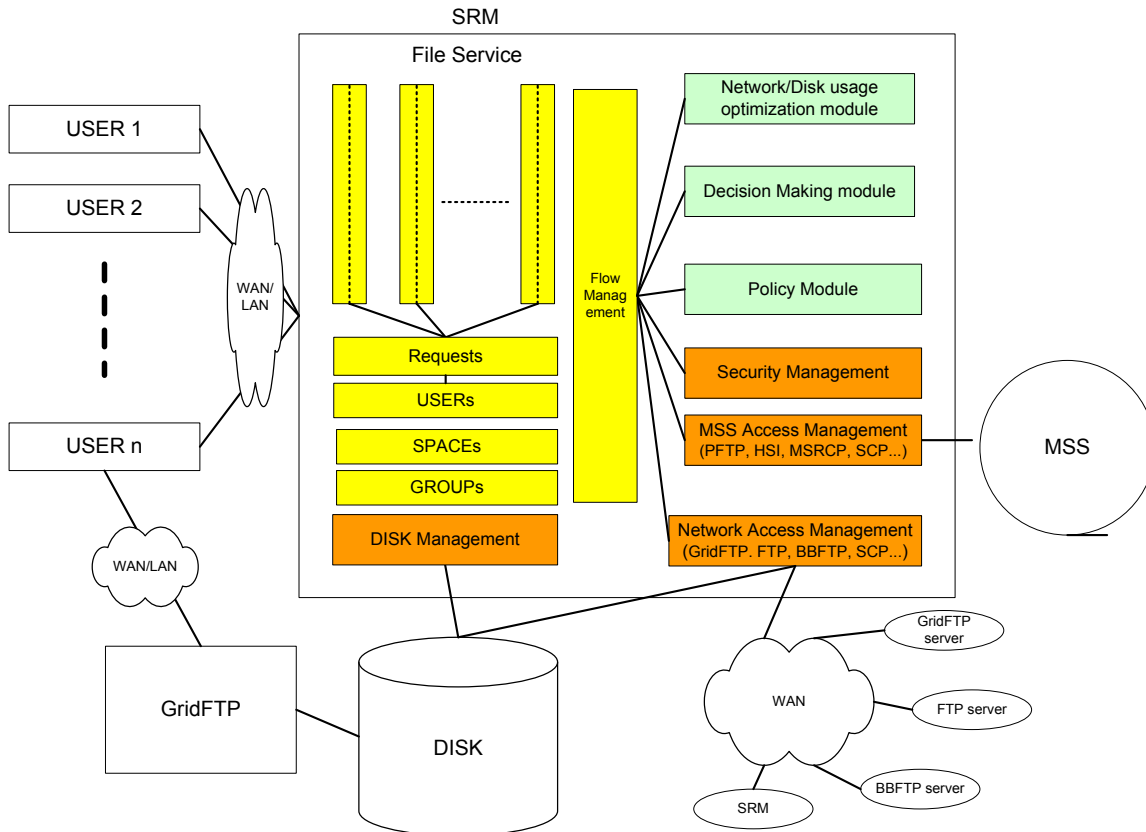 SRM
File Service
USER 1
USER 2
USER n
WAN/
LAN
WAN/LAN
GridFTP
Requests
USERs
SPACEs
GROUPs
DISK Management
Flow
Manag
ement
Network/Disk usage
optimization module
Decision Making module
Policy Module
Security Management
MSS Access Management
(PFTP, HSI, MSRCP, SCP...)
Network Access Management
(GridFTP. FTP, BBFTP, SCP...)
MSS
DISK
WAN
GridFTP
server
FTP server
BBFTP server
SRM